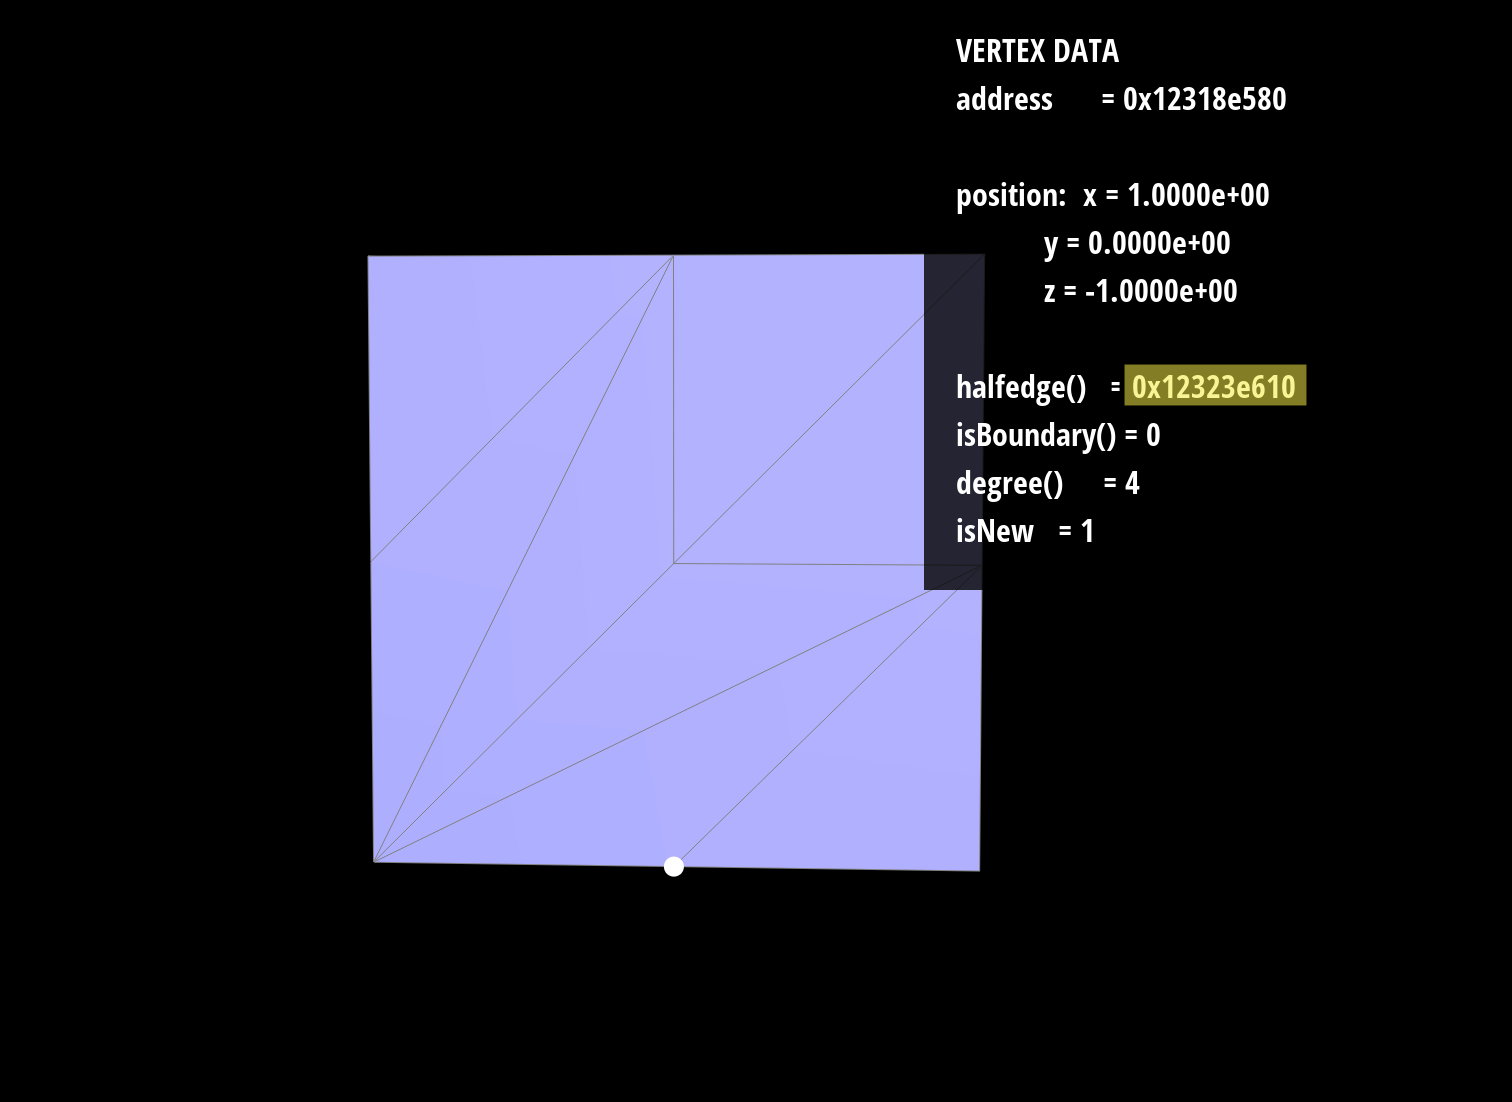 VERTEX DATA
address = 0x12318e580
position: x = 1.0000e+00
y = 0.0000e+00
z = -1.0000e+00
halfedge() = 0x12323e610
isBoundary() = 0
degree() = 4
isNew = 1